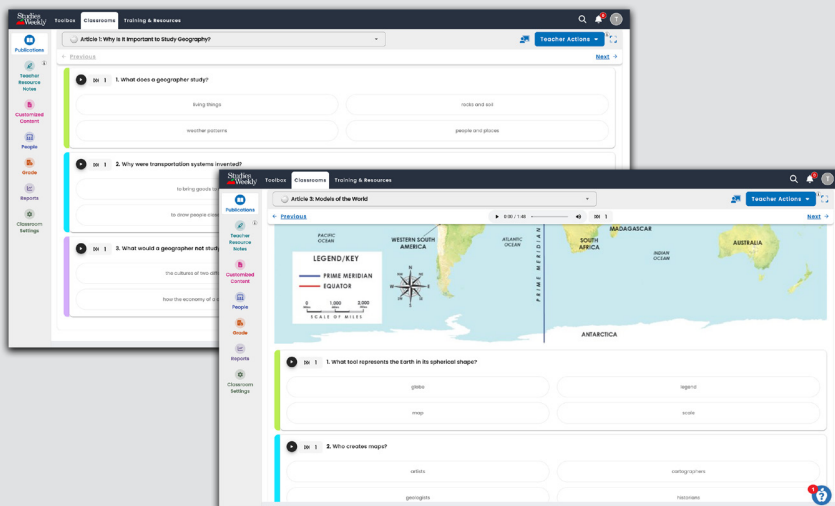 Studies Weekly
Toolbox Classrooms Training & Resources
T
Publications
Article 1: Why Is It Important to Study Geography?
Teacher Actions
← Previous
Next →
Teacher Resource Notes
Customized Content
People
Grade
Reports
Classroom Settings
1. What does a geographer study?
living things
rocks and soil
weather patterns
people and places
2. Why were transportation systems invented?
to bring goods to
to draw people close
3. What would a geographer not study
the cultures of two diff
how the economy of a
Studies Weekly
Toolbox Classrooms Training & Resources
T
Publications
Article 3: Models of the World
Teacher Actions
← Previous
0:00 / 1:46
1
Next →
Teacher Resource Notes
Customized Content
People
Grade
Reports
Classroom Settings
PACIFIC OCEAN
WESTERN SOUTH AMERICA
ATLANTIC OCEAN
PRIME MERIDIAN
SOUTH AFRICA
MADAGASCAR
INDIAN OCEAN
AUSTRALIA
LEGEND/KEY
PRIME MERIDIAN
EQUATOR
0 1,000 2,000
SCALE OF MILES
ANTARCTICA
1. What tool represents the Earth in its spherical shape?
globe
legend
map
scale
2. Who creates maps?
artists
cartographers
geologists
historians